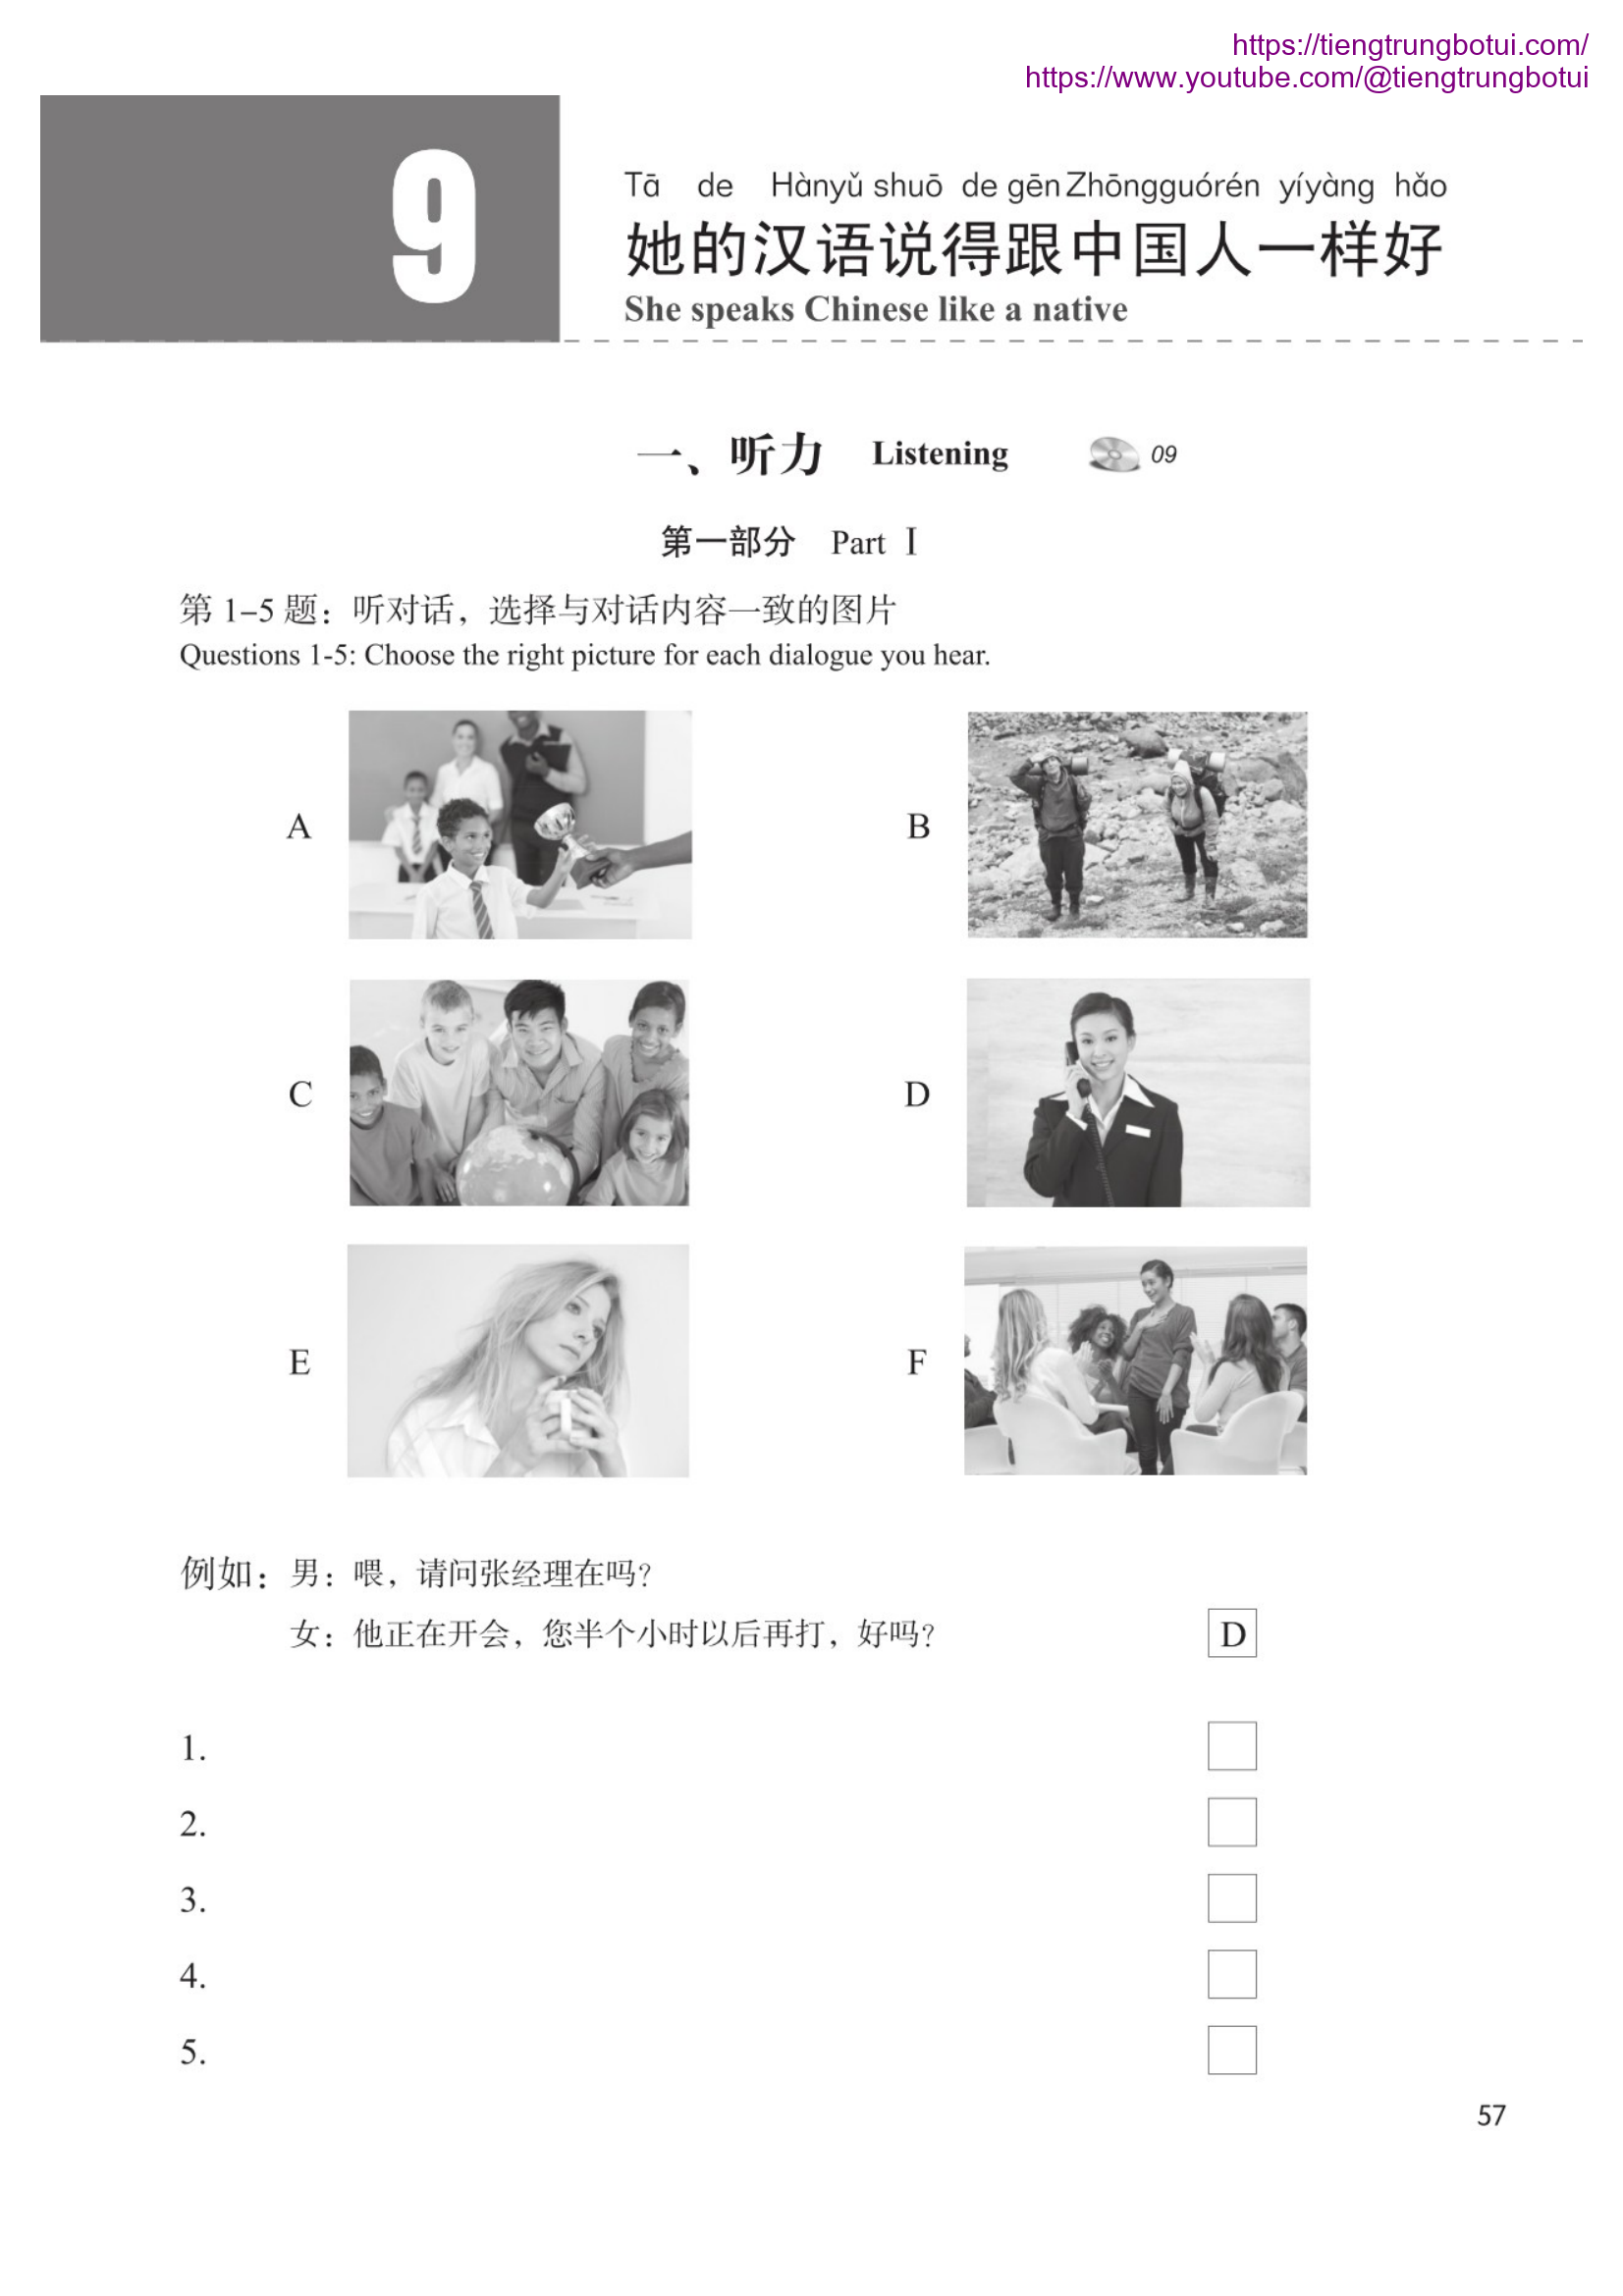 https://tiengtrungbotui.com/
https://www.youtube.com/@tiengtrungbotui
9
Tā de Hànyǔ shuō de gēn Zhōngguórén yíyàng hǎo
她的汉语说得跟中国人一样好
She speaks Chinese like a native
一、听力 Listening 09
第一部分 Part Ⅰ
第 1–5 题：听对话，选择与对话内容一致的图片
Questions 1-5: Choose the right picture for each dialogue you hear.
A B
C D
E F
例如：男：喂，请问张经理在吗？
女：他正在开会，您半个小时以后再打，好吗？ D
1.
2.
3.
4.
5.
57